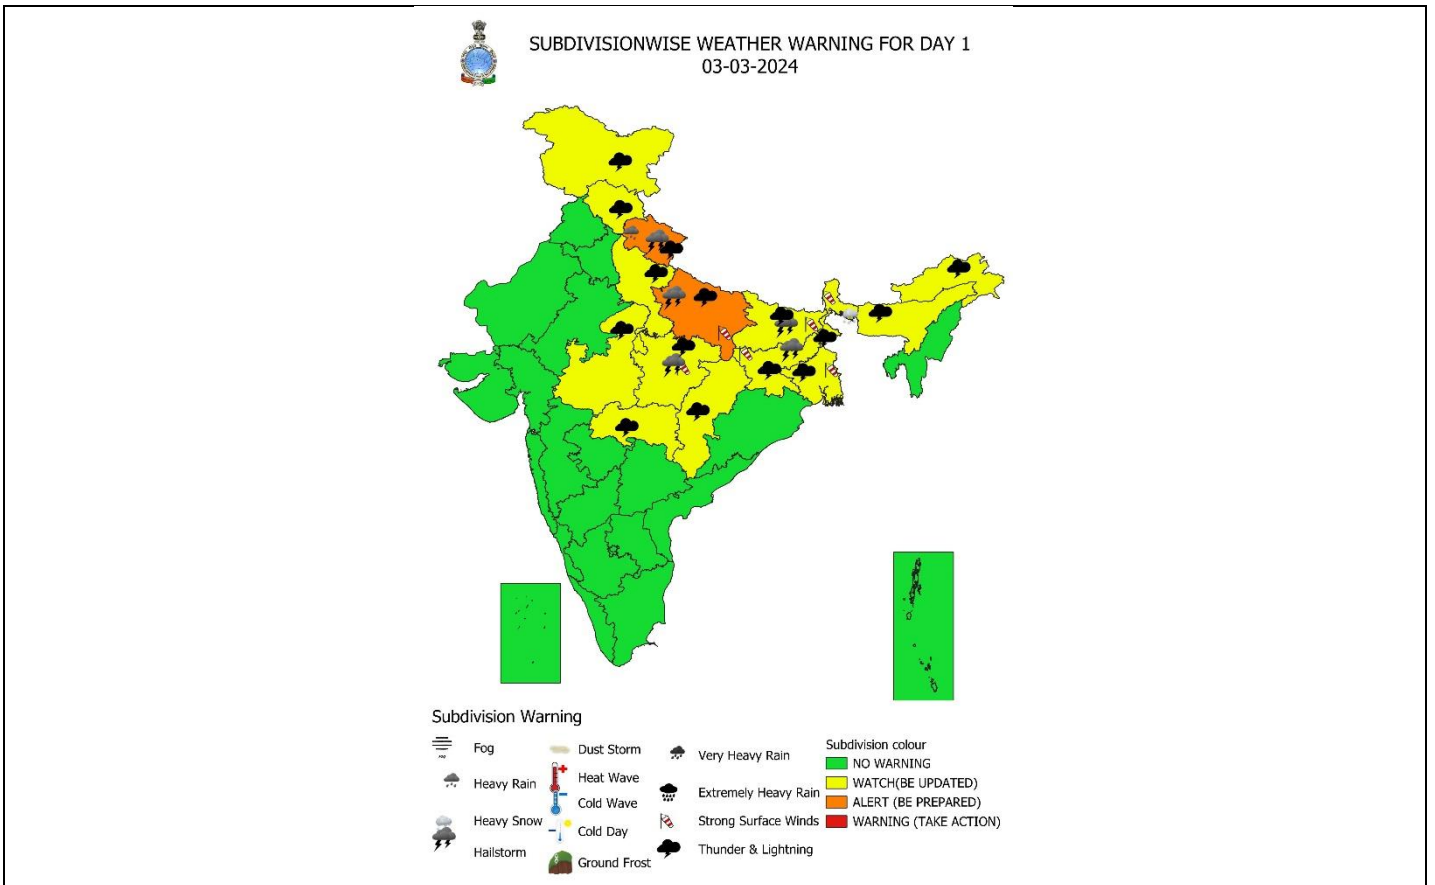 SUBDIVISIONWISE WEATHER WARNING FOR DAY 1
03-03-2024
Subdivision Warning
Fog
Heavy Rain
Heavy Snow
Hailstorm
Dust Storm
Heat Wave
Cold Wave
Cold Day
Ground Frost
Very Heavy Rain
Extremely Heavy Rain
Strong Surface Winds
Thunder & Lightning
Subdivision colour
NO WARNING
WATCH(BE UPDATED)
ALERT (BE PREPARED)
WARNING (TAKE ACTION)